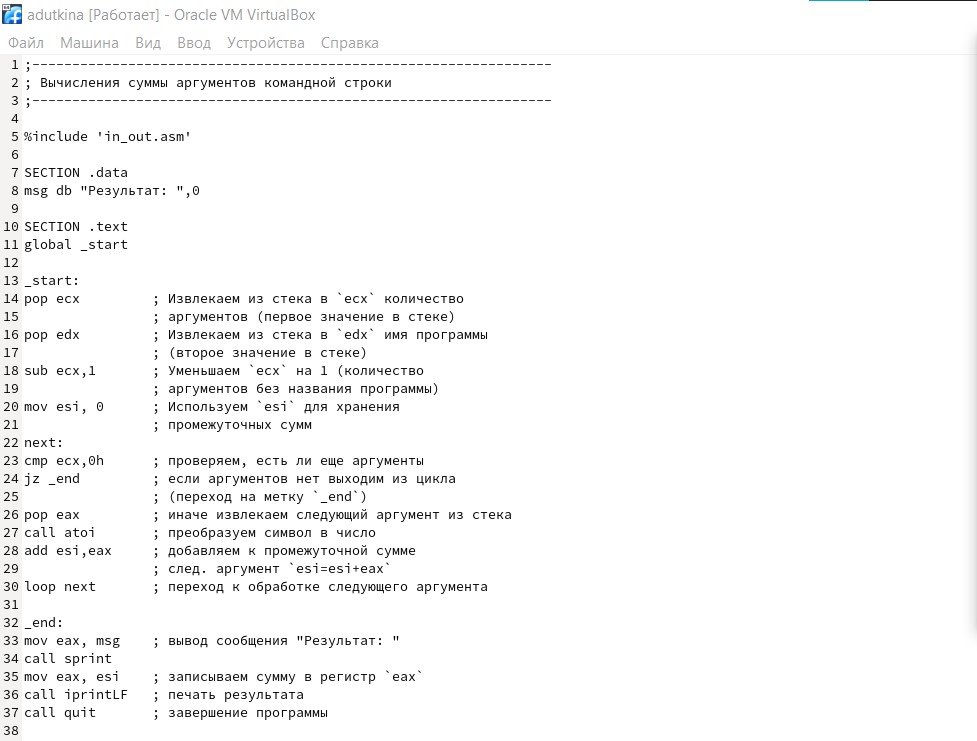 adutkina [Работает] - Oracle VM VirtualBox
Файл Машина Вид Ввод Устройства Справка
1 ;-----------------------------------------------------------------
2 ; Вычисления суммы аргументов командной строки
3 ;-----------------------------------------------------------------
4
5 %include 'in_out.asm'
6
7 SECTION .data
8 msg db "Результат: ",0
9
10 SECTION .text
11 global _start
12
13 _start:
14 pop ecx         ; Извлекаем из стека в `ecx` количество
15                 ; аргументов (первое значение в стеке)
16 pop edx         ; Извлекаем из стека в `edx` имя программы
17                 ; (второе значение в стеке)
18 sub ecx,1       ; Уменьшаем `ecx` на 1 (количество
19                 ; аргументов без названия программы)
20 mov esi, 0      ; Используем `esi` для хранения
21                 ; промежуточных сумм
22 next:
23 cmp ecx,0h      ; проверяем, есть ли еще аргументы
24 jz _end         ; если аргументов нет выходим из цикла
25                 ; (переход на метку `_end`)
26 pop eax         ; иначе извлекаем следующий аргумент из стека
27 call atoi       ; преобразуем символ в число
28 add esi,eax     ; добавляем к промежуточной сумме
29                 ; след. аргумент `esi=esi+eax`
30 loop next       ; переход к обработке следующего аргумента
31
32 _end:
33 mov eax, msg    ; вывод сообщения "Результат: "
34 call sprint
35 mov eax, esi    ; записываем сумму в регистр `eax`
36 call iprintLF   ; печать результата
37 call quit       ; завершение программы
38